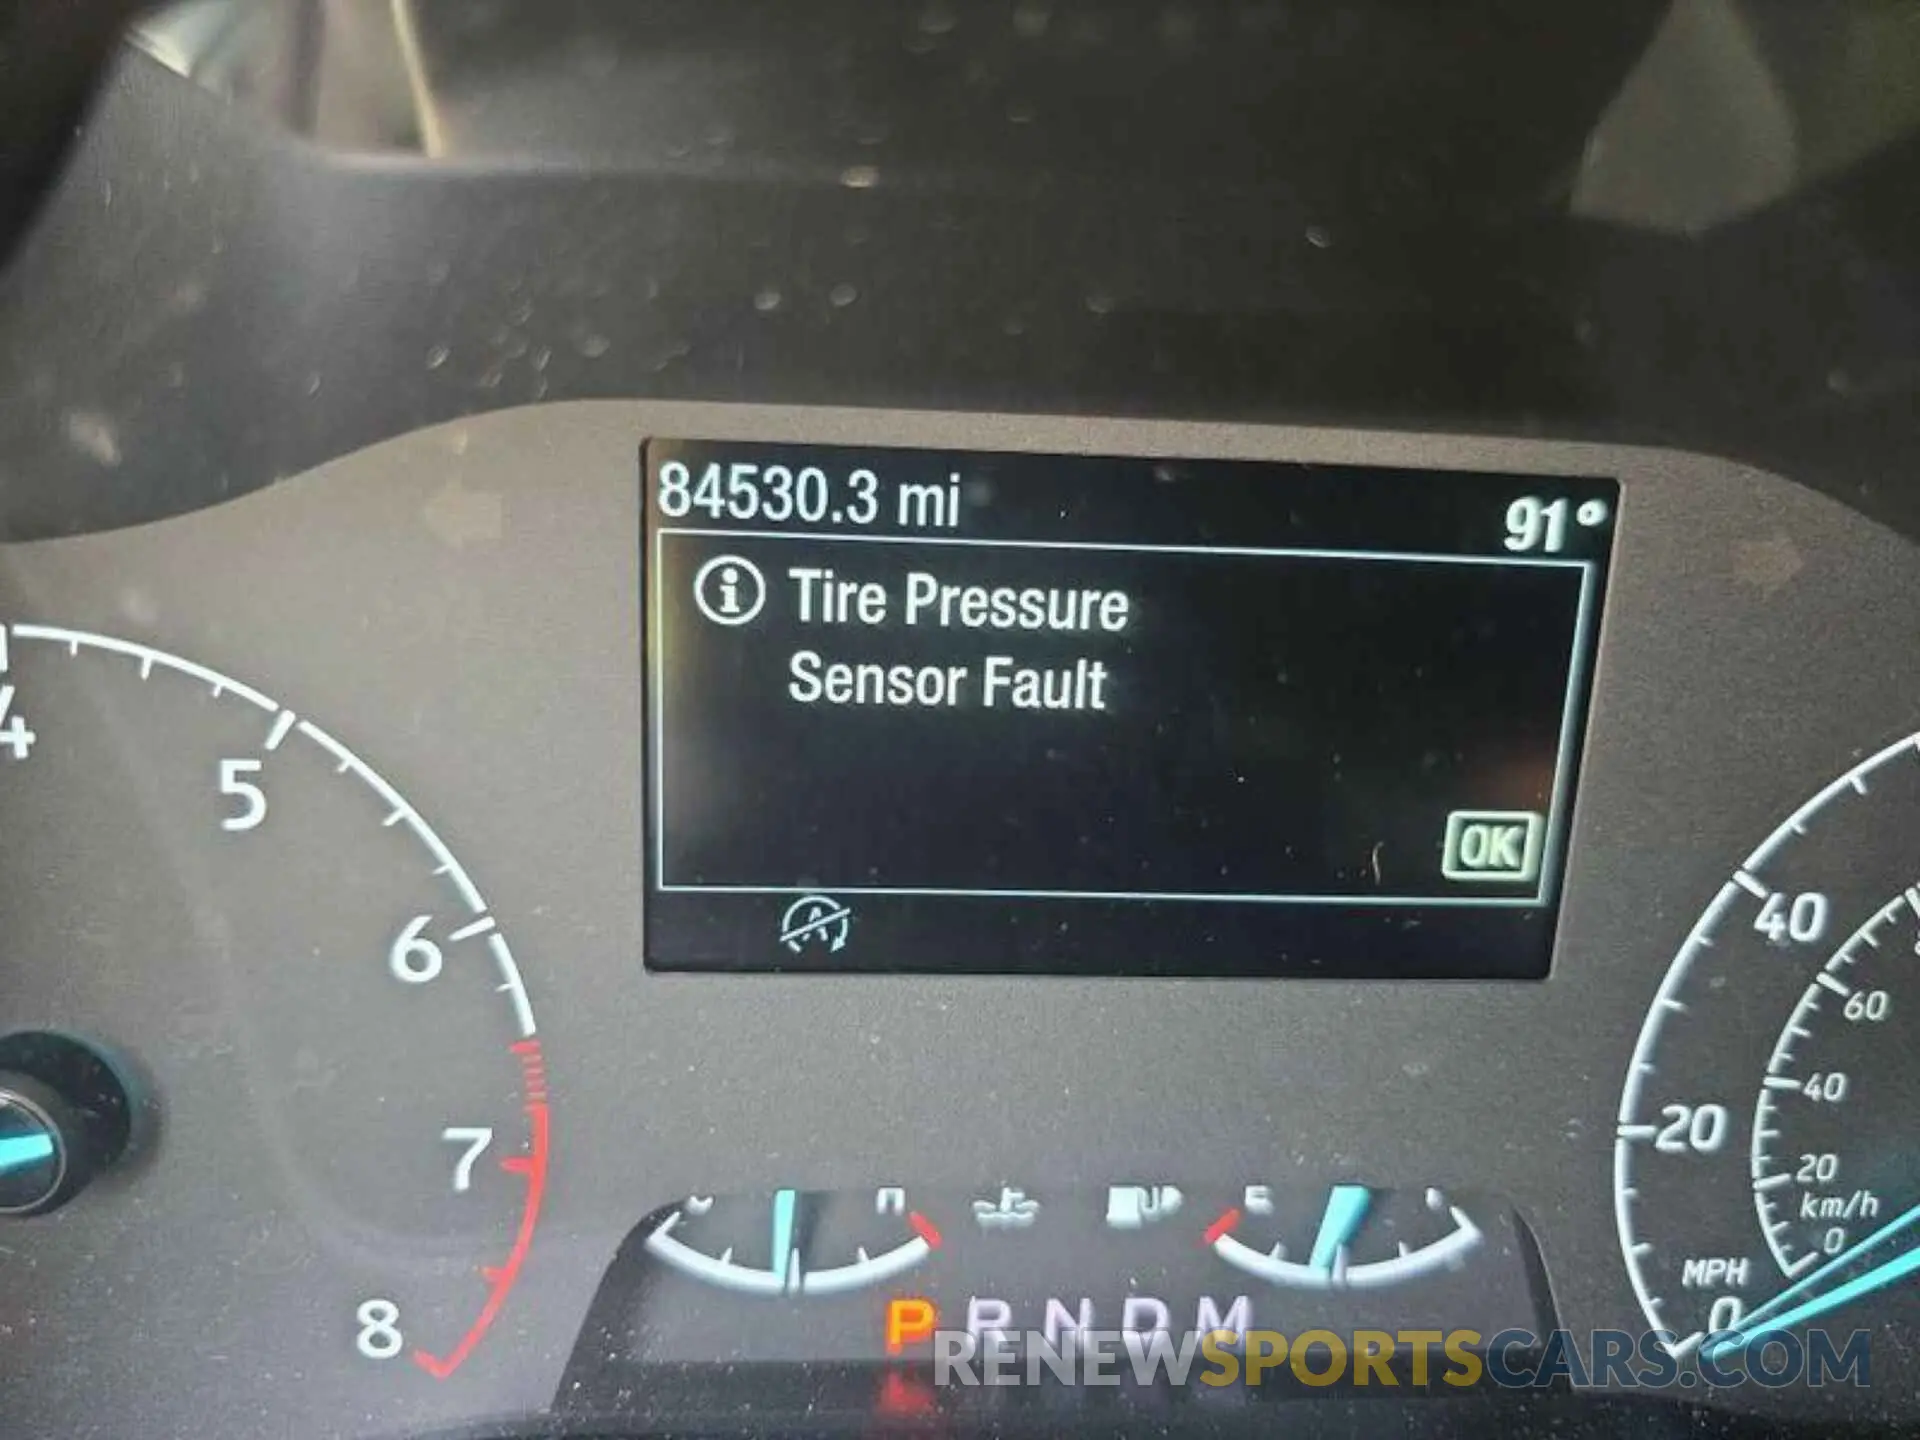 84530.3 mi
91°
i Tire Pressure
Sensor Fault
OK
A
4
5
6
7
8
40
20
MPH
0
60
40
20
km/h
0
E
P R N D M
RENEWSPORTSCARS.COM